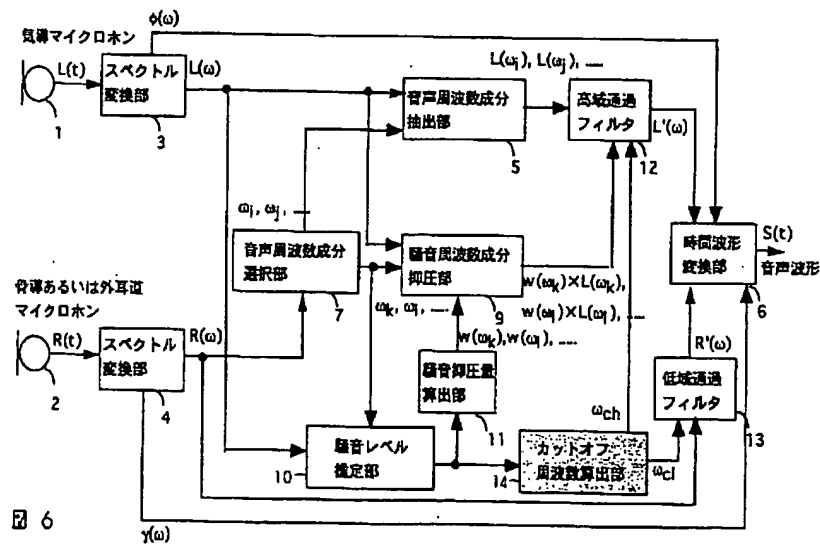 φ(ω)
気導マイクロホン
L(t)
スペクトル
変換部
L(ω)
1
3
L(ωi), L(ωj), ....
音声周波数成分
抽出部
5
高域通過
フィルタ
12
L'(ω)
ωi, ωj, ....
音声周波数成分
選択部
7
騒音周波数成分
抑圧部
9
ωk, ωl, ....
w(ωk)×L(ωk),
w(ωl)×L(ωl), ....
w(ωk), w(ωl), ....
時間波形
変換部
6
S(t)
音声波形
骨導あるいは外耳道
マイクロホン
R(t)
スペクトル
変換部
R(ω)
2
4
騒音抑圧量
算出部
11
R'(ω)
低域通過
フィルタ
13
騒音レベル
推定部
10
カットオフ
周波数算出部
14
ωch
ωcl
図 6
γ(ω)